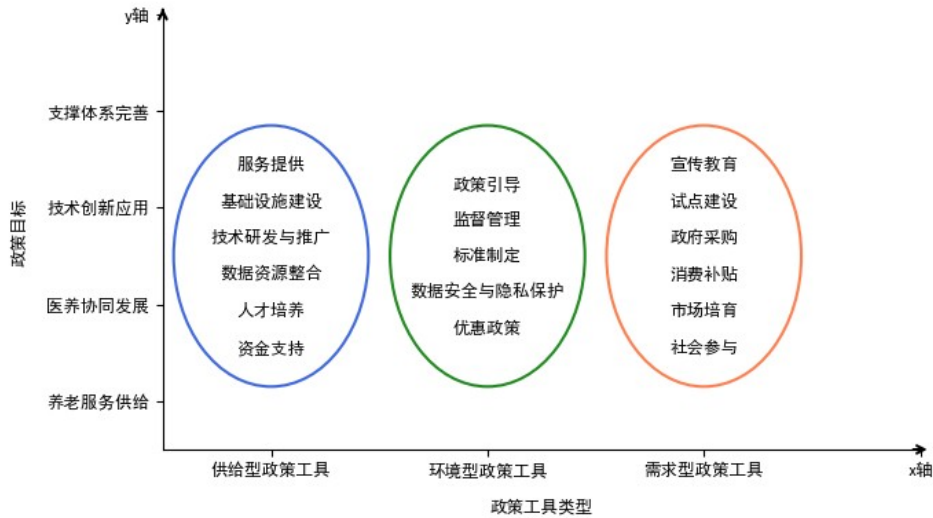 y轴
支撑体系完善
技术创新应用
医养协同发展
养老服务供给
政策目标
服务提供
基础设施建设
技术研发与推广
数据资源整合
人才培养
资金支持
政策引导
监督管理
标准制定
数据安全与隐私保护
优惠政策
宣传教育
试点建设
政府采购
消费补贴
市场培育
社会参与
供给型政策工具
环境型政策工具
需求型政策工具
x轴
政策工具类型